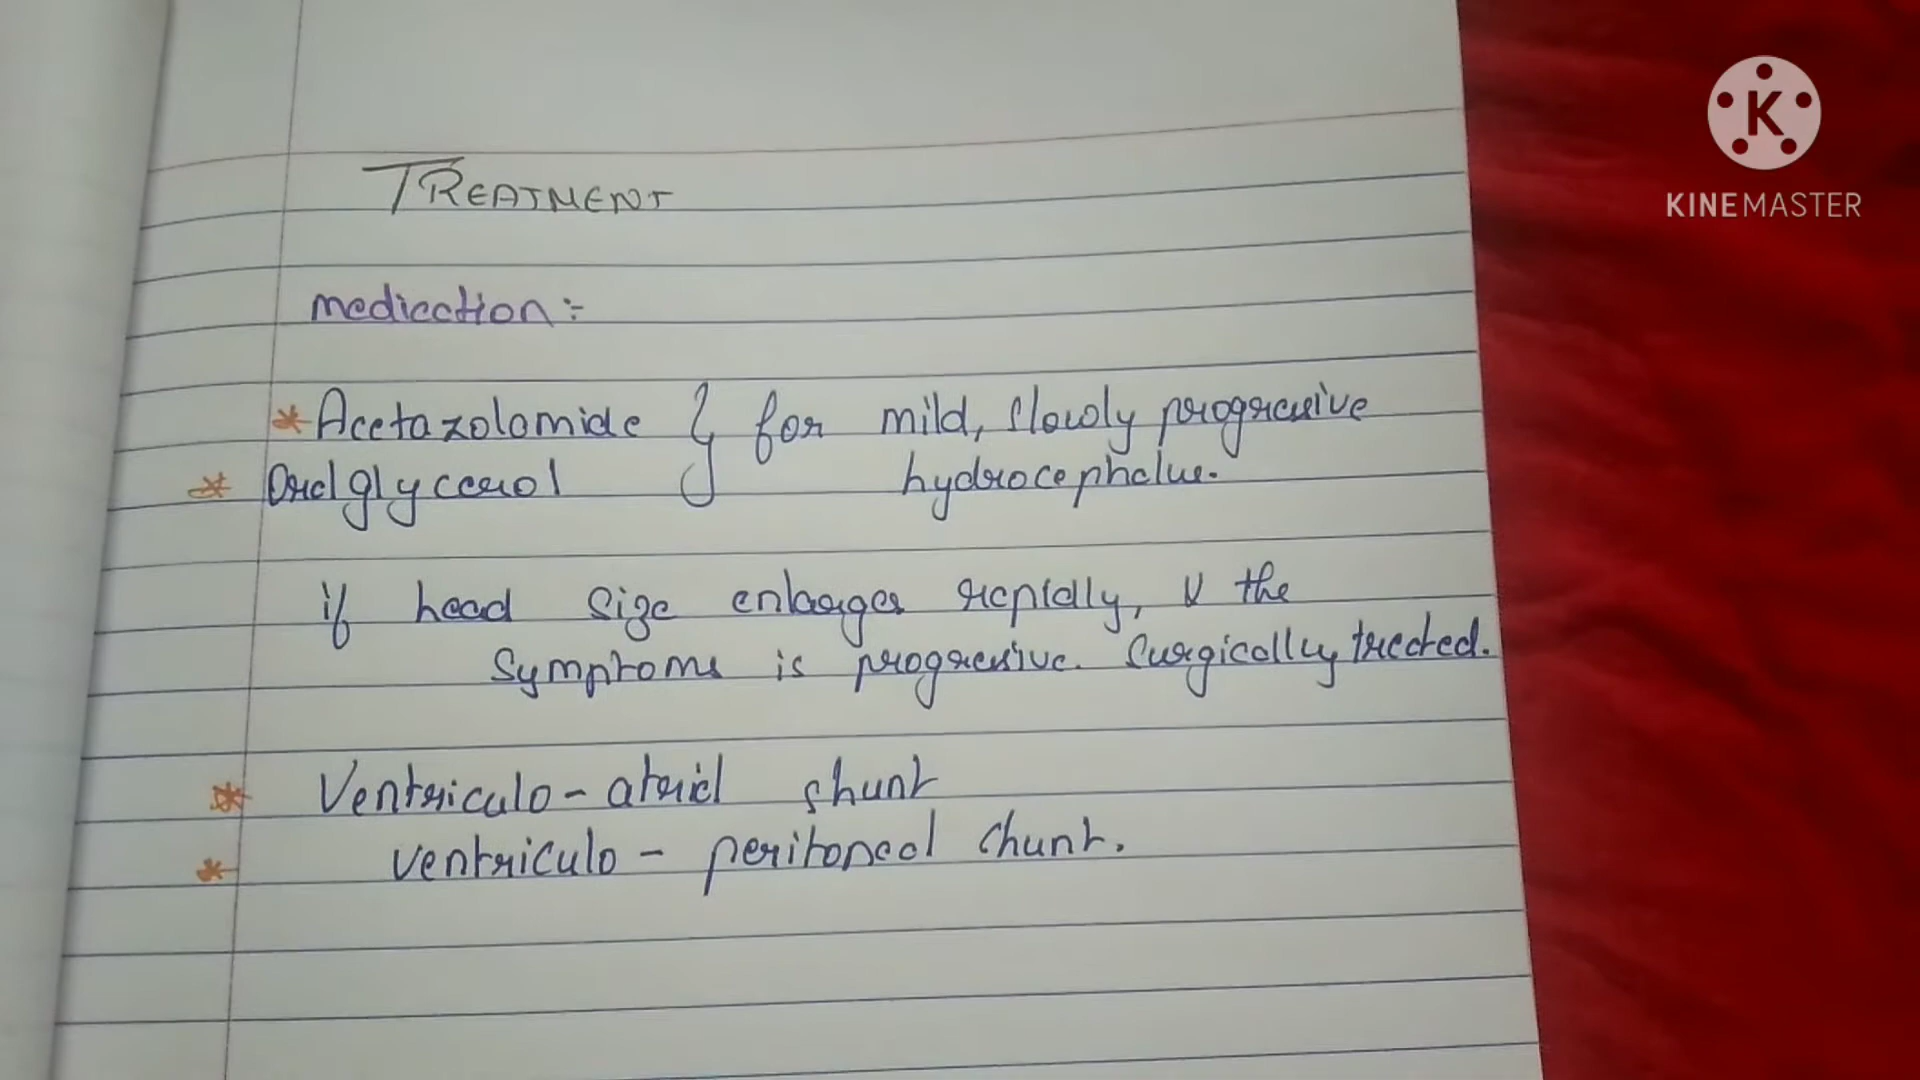 TREATMENT
medication:-
* Acetazolamide } for mild, slowly progressive
* Oral glycerol hydrocephalus.
if head size enlarges rapidly, & the
symptoms is progressive. Surgically treated.
* Ventriculo - atrial shunt
* ventriculo - peritoneal shunt.
K
KINEMASTER